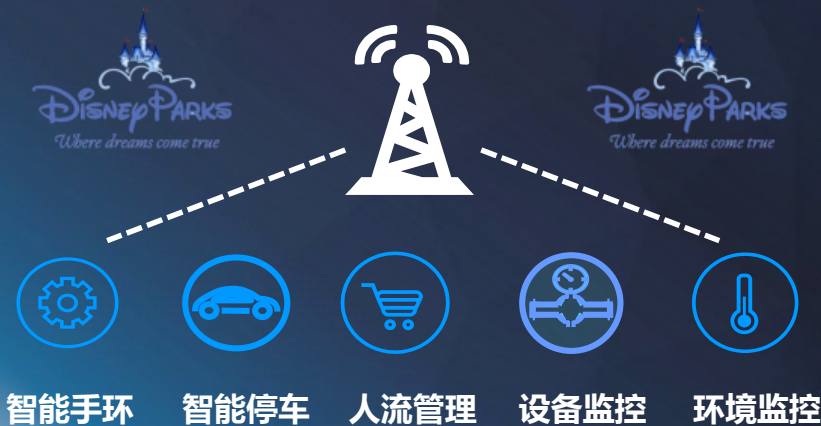 DISNEY PARKS
Where dreams come true
DISNEY PARKS
Where dreams come true
智能手环
智能停车
人流管理
设备监控
环境监控